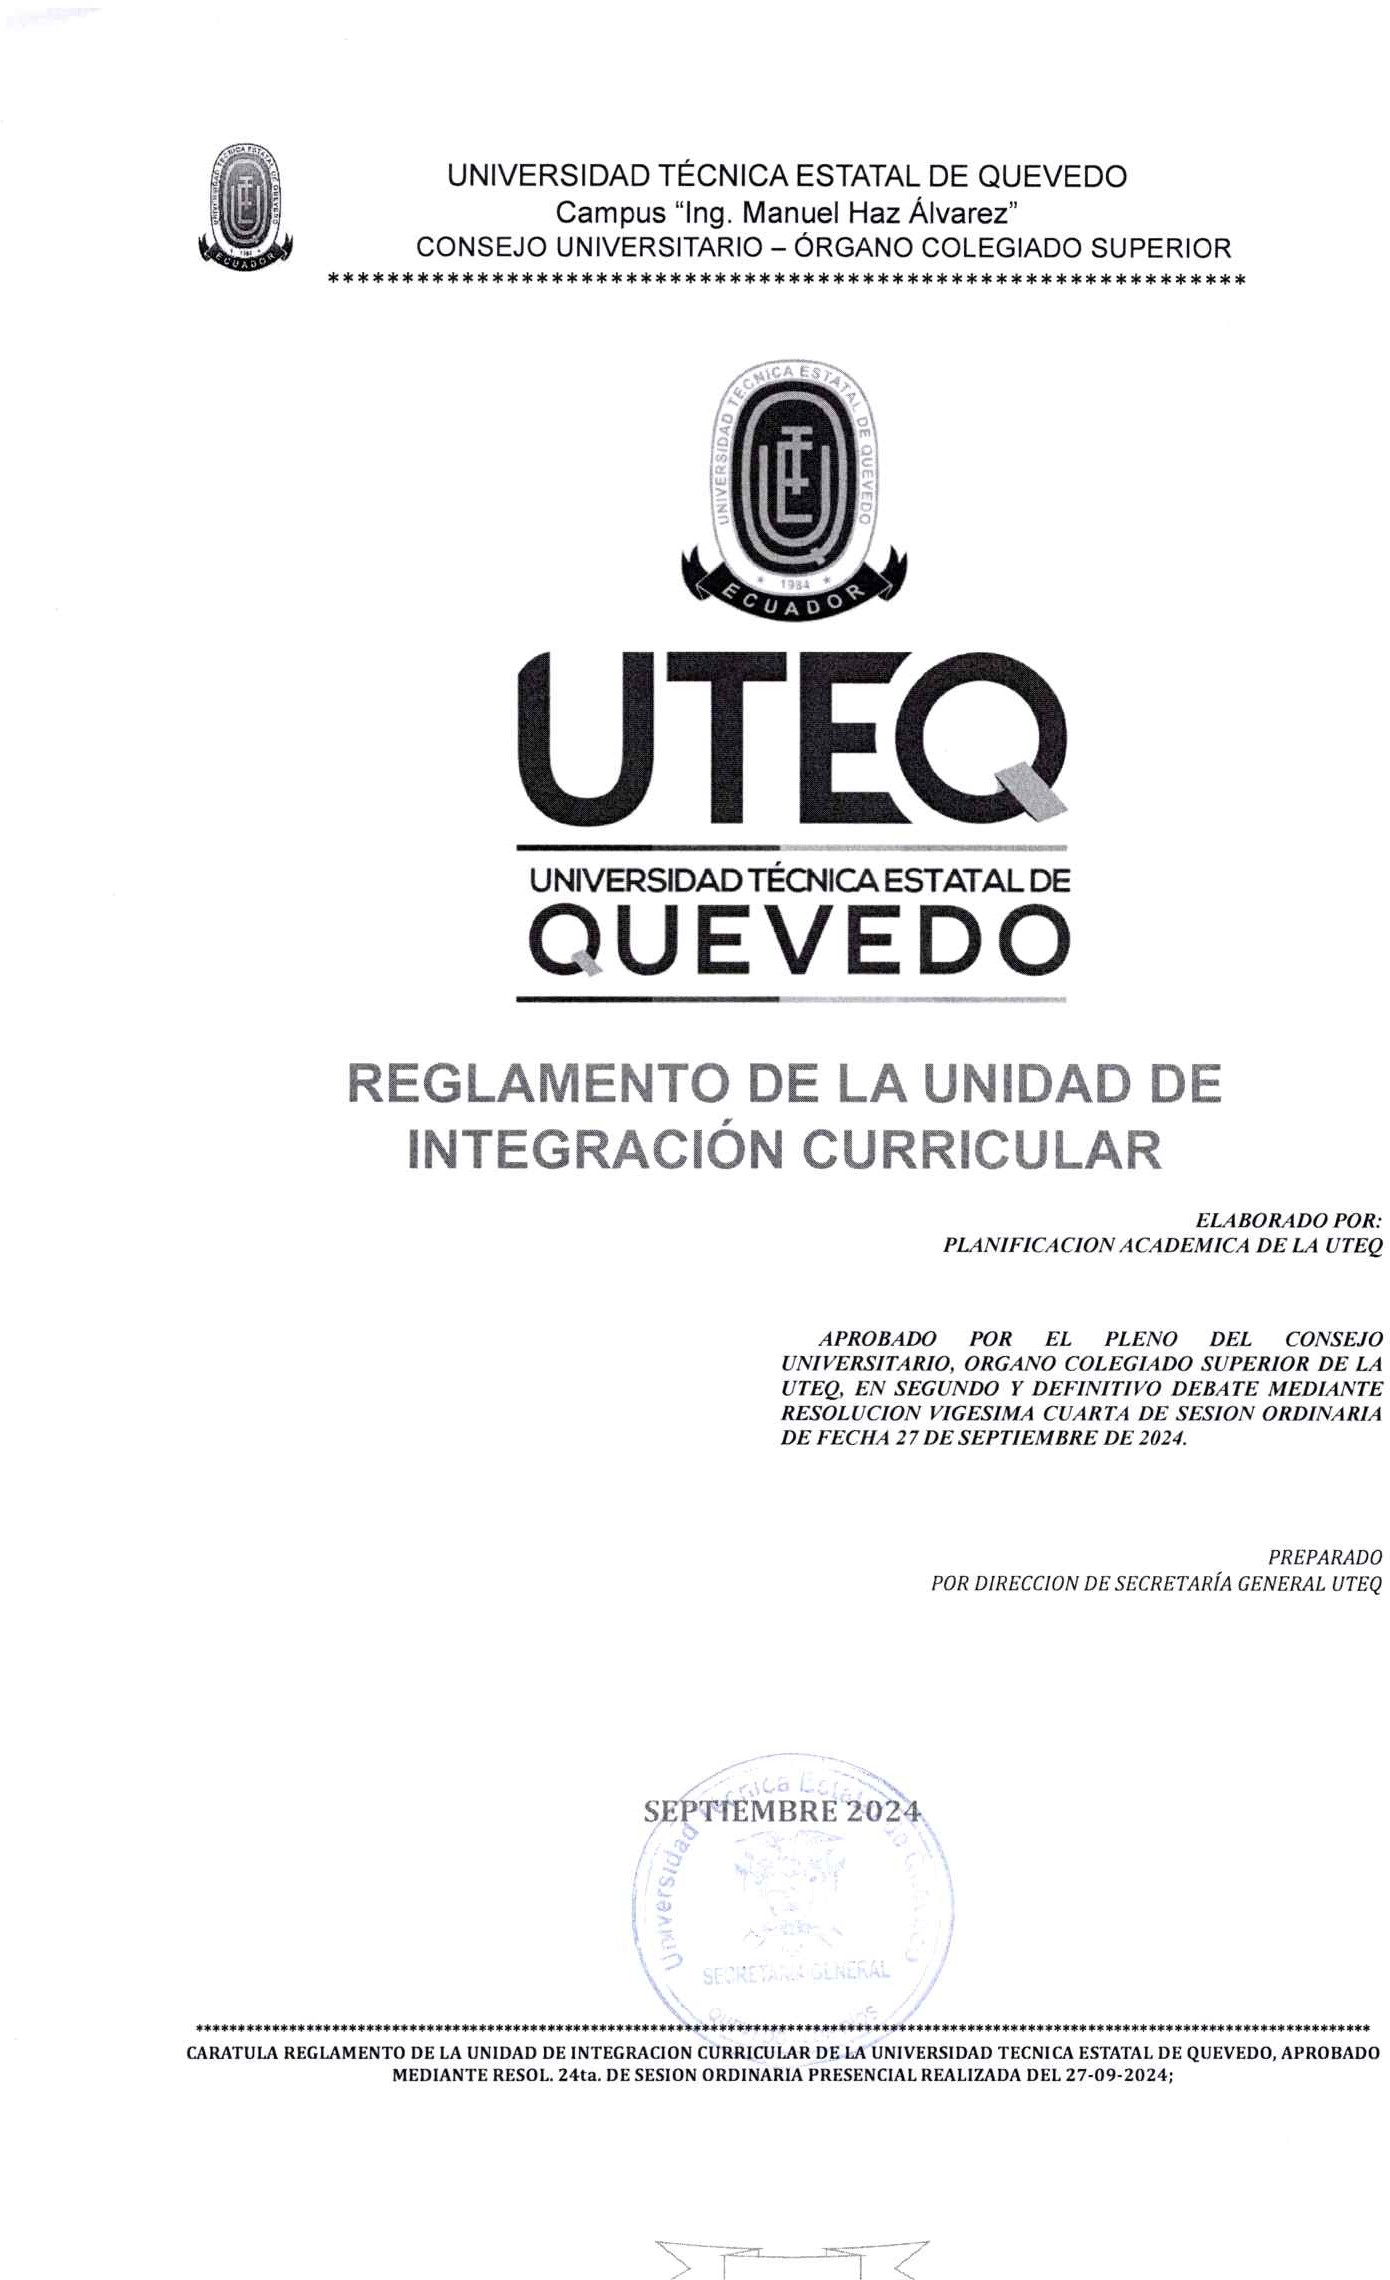 UNIVERSIDAD TÉCNICA ESTATAL DE QUEVEDO
Campus “Ing. Manuel Haz Álvarez”
CONSEJO UNIVERSITARIO – ÓRGANO COLEGIADO SUPERIOR
**************************************************************
UNIVERSIDAD TÉCNICA ESTATAL DE QUEVEDO
* 1984 *
ECUADOR
UTEQ
UNIVERSIDAD TÉCNICA ESTATAL DE
QUEVEDO
REGLAMENTO DE LA UNIDAD DE
INTEGRACIÓN CURRICULAR
ELABORADO POR:
PLANIFICACION ACADEMICA DE LA UTEQ
APROBADO POR EL PLENO DEL CONSEJO
UNIVERSITARIO, ORGANO COLEGIADO SUPERIOR DE LA
UTEQ, EN SEGUNDO Y DEFINITIVO DEBATE MEDIANTE
RESOLUCION VIGESIMA CUARTA DE SESION ORDINARIA
DE FECHA 27 DE SEPTIEMBRE DE 2024.
PREPARADO
POR DIRECCION DE SECRETARÍA GENERAL UTEQ
SEPTIEMBRE 2024
Universidad Técnica Estatal de
SECRETARIA GENERAL
CARATULA REGLAMENTO DE LA UNIDAD DE INTEGRACION CURRICULAR DE LA UNIVERSIDAD TECNICA ESTATAL DE QUEVEDO, APROBADO
MEDIANTE RESOL. 24ta. DE SESION ORDINARIA PRESENCIAL REALIZADA DEL 27-09-2024;